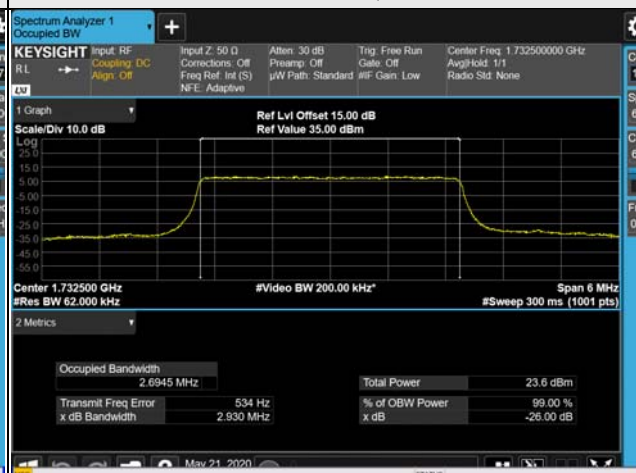 Spectrum Analyzer 1
Occupied BW
+
KEYSIGHT Input: RF Input Z: 50 Ω Atten: 30 dB Trig: Free Run Center Freq: 1.732500000 GHz
RL Coupling: DC Corrections: Off Preamp: Off Gate: Off Avg|Hold: 1/1
Align: Off Freq Ref: Int (S) µW Path: Standard #IF Gain: Low Radio Std: None
LXI NFE: Adaptive
1 Graph
Ref Lvl Offset 15.00 dB
Scale/Div 10.0 dB Ref Value 35.00 dBm
Log
25.0
15.0
5.00
-5.00
-15.0
-25.0
-35.0
-45.0
-55.0
Center 1.732500 GHz #Video BW 200.00 kHz* Span 6 MHz
#Res BW 62.000 kHz #Sweep 300 ms (1001 pts)
2 Metrics
Occupied Bandwidth
2.6945 MHz Total Power 23.6 dBm
Transmit Freq Error 534 Hz % of OBW Power 99.00 %
x dB Bandwidth 2.930 MHz x dB -26.00 dB
May 21, 2020